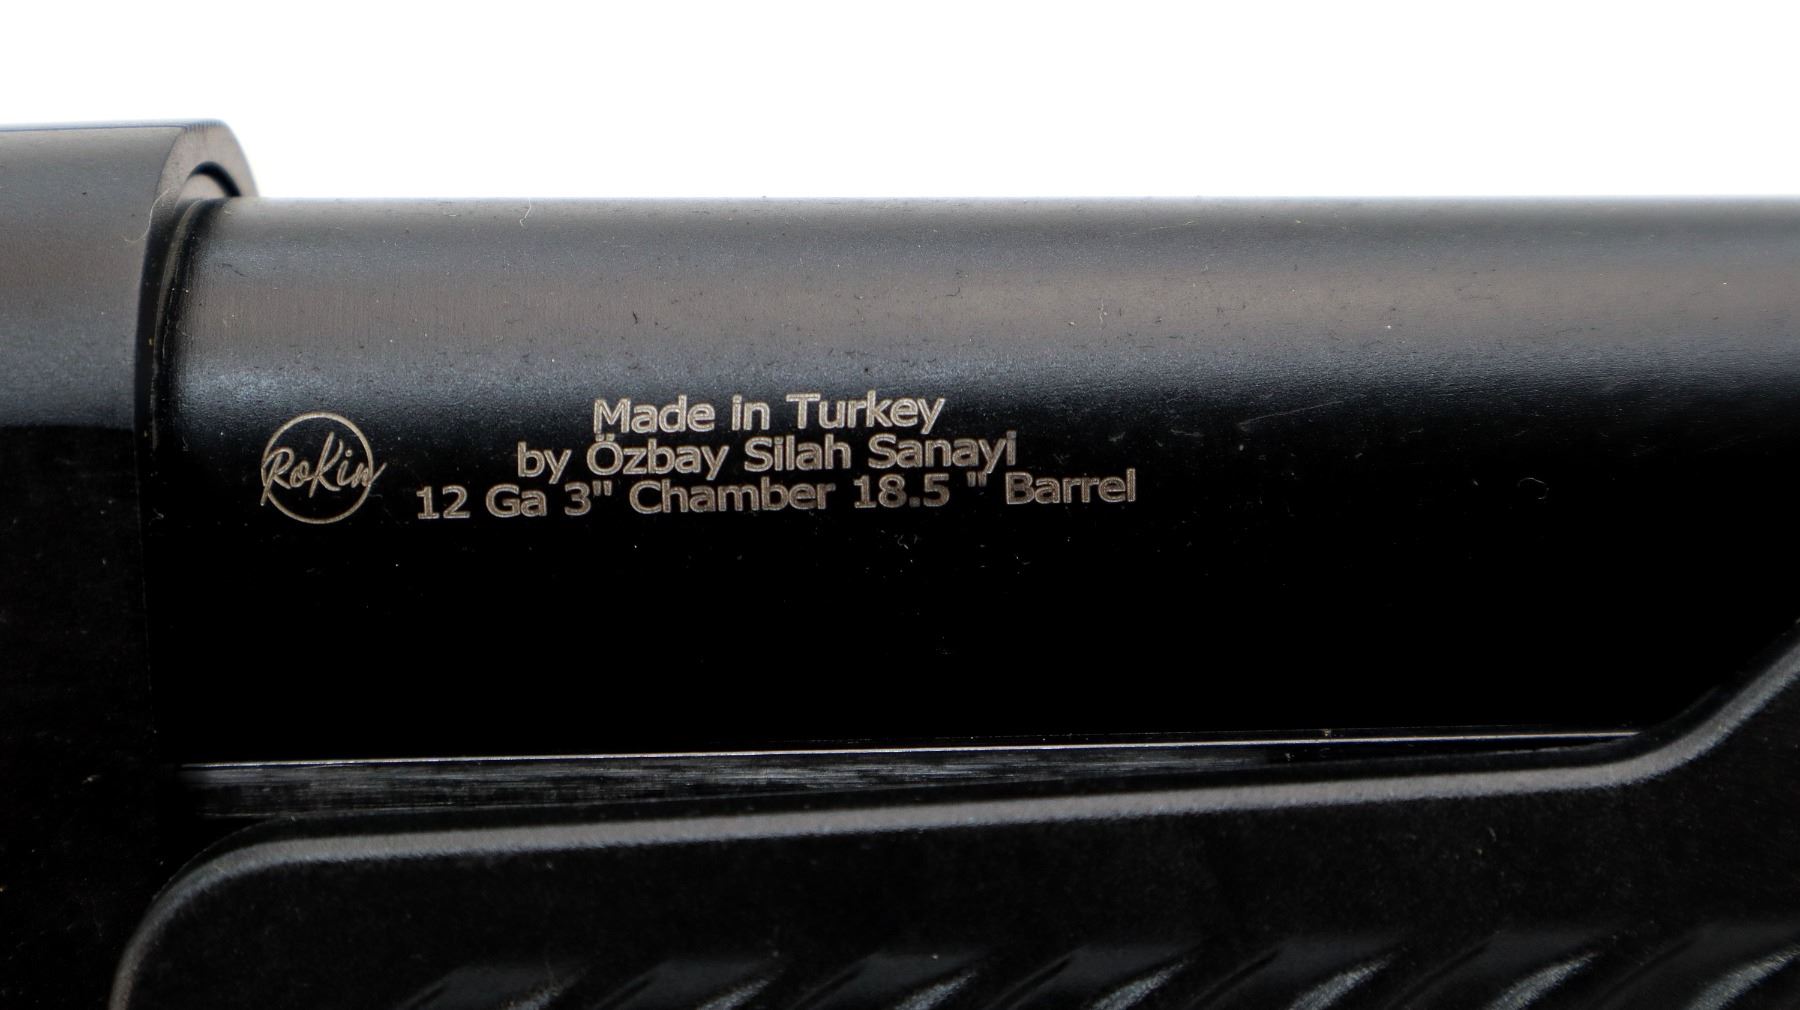 RoKin
Made in Turkey
by Özbay Silah Sanayi
12 Ga 3" Chamber 18.5 " Barrel